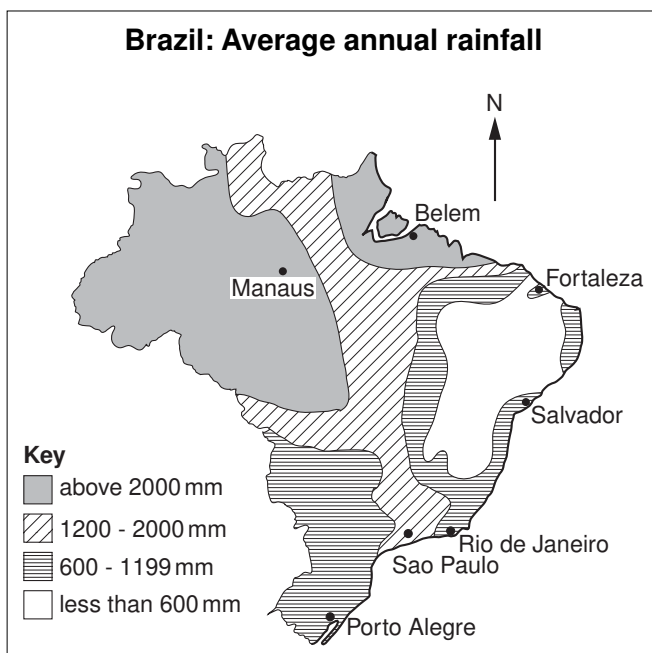 Brazil: Average annual rainfall
N
Belem
Manaus
Fortaleza
Salvador
Key
above 2000 mm
1200 - 2000 mm
600 - 1199 mm
less than 600 mm
Rio de Janeiro
Sao Paulo
Porto Alegre